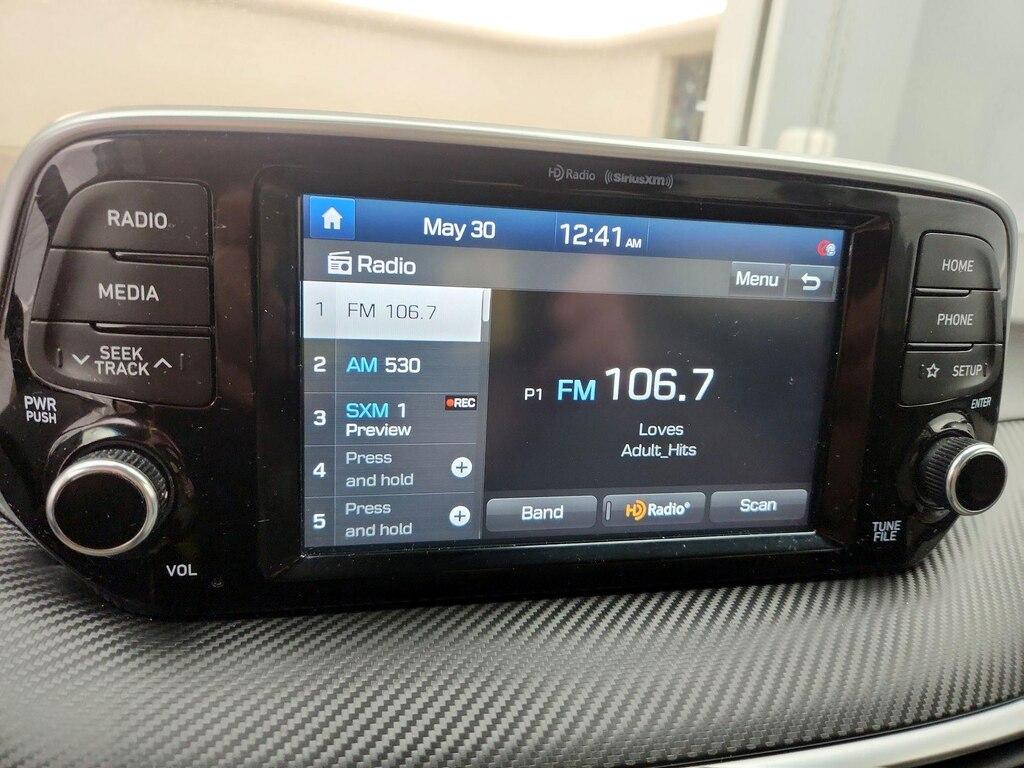 HD Radio ((SiriusXM))
RADIO
MEDIA
SEEK
TRACK
PWR
PUSH
VOL
May 30 12:41 AM
Radio
Menu
1 FM 106.7
2 AM 530
3 SXM 1 REC
Preview
4 Press
and hold
5 Press
and hold
P1 FM 106.7
Loves
Adult_Hits
Band
HD Radio®
Scan
HOME
PHONE
☆ SETUP
ENTER
TUNE
FILE